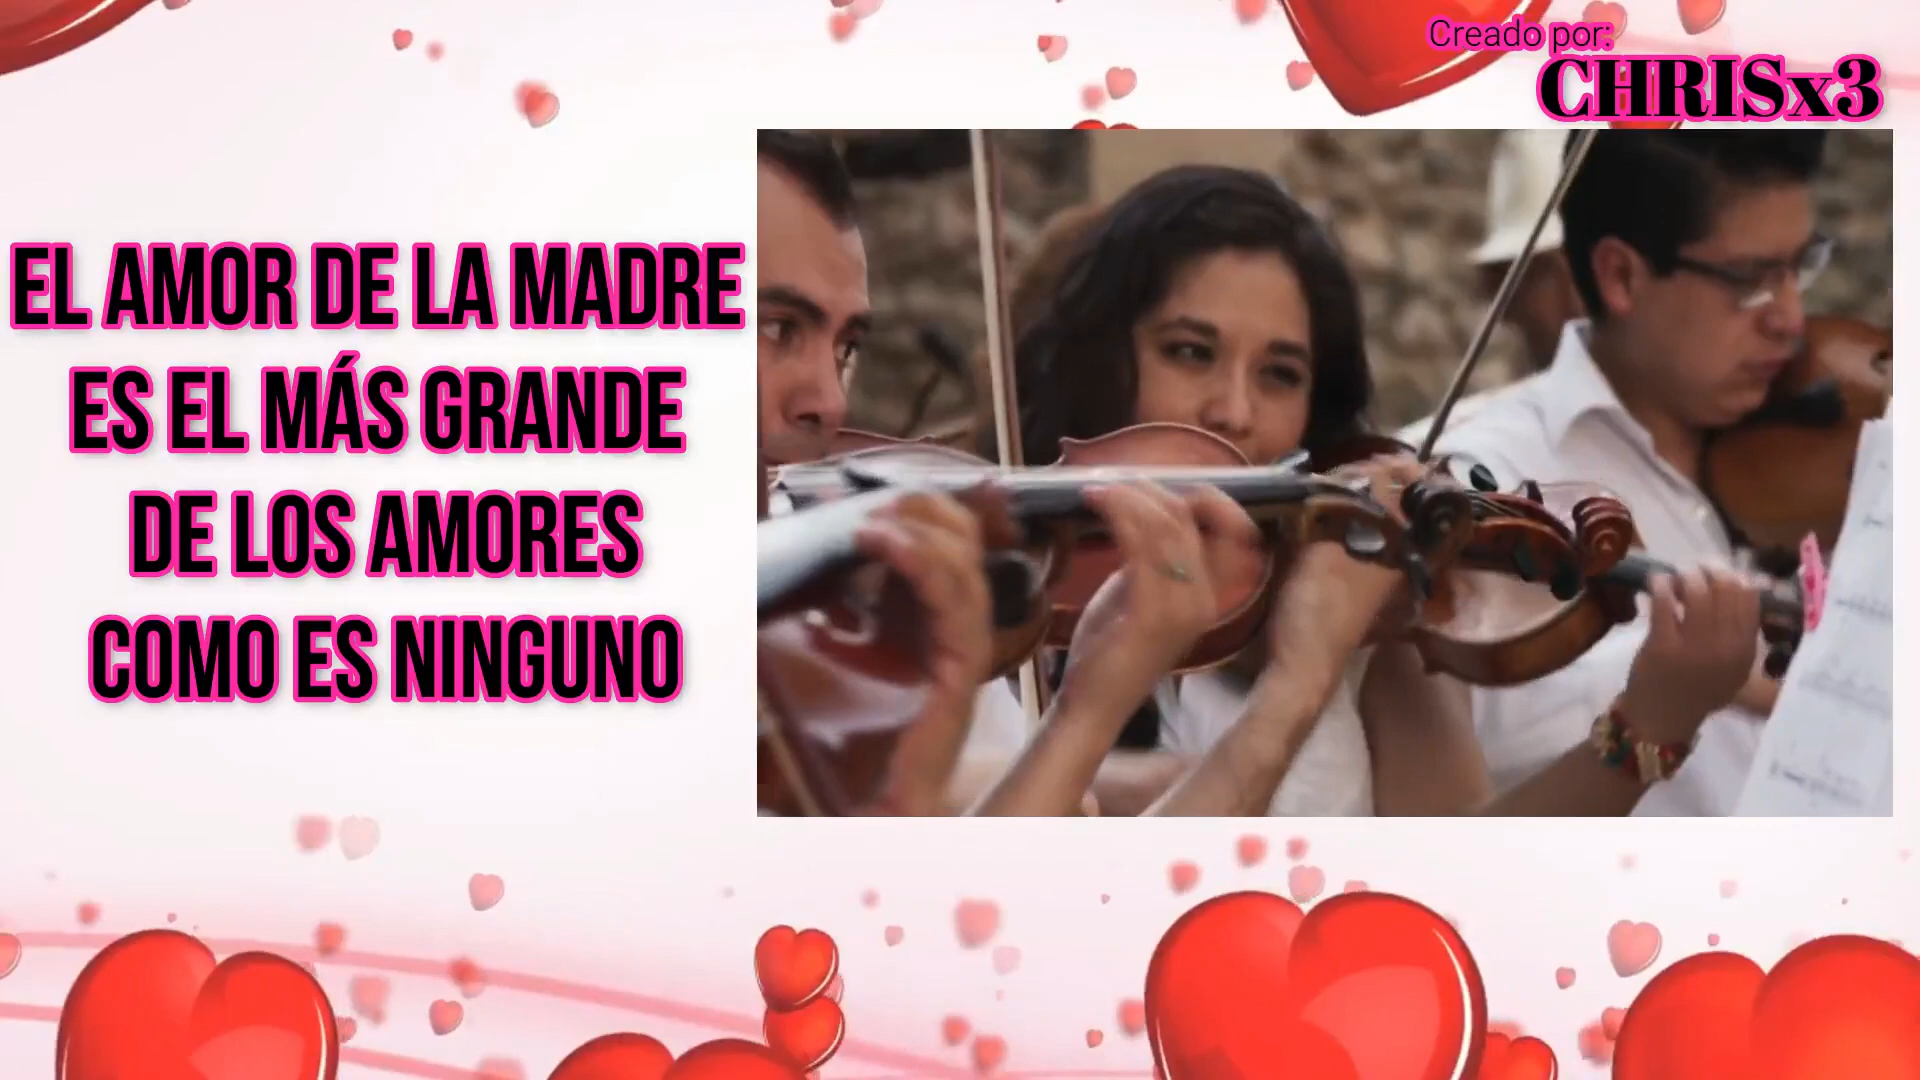 Creado por:
CHRISx3
EL AMOR DE LA MADRE
ES EL MÁS GRANDE
DE LOS AMORES
COMO ES NINGUNO